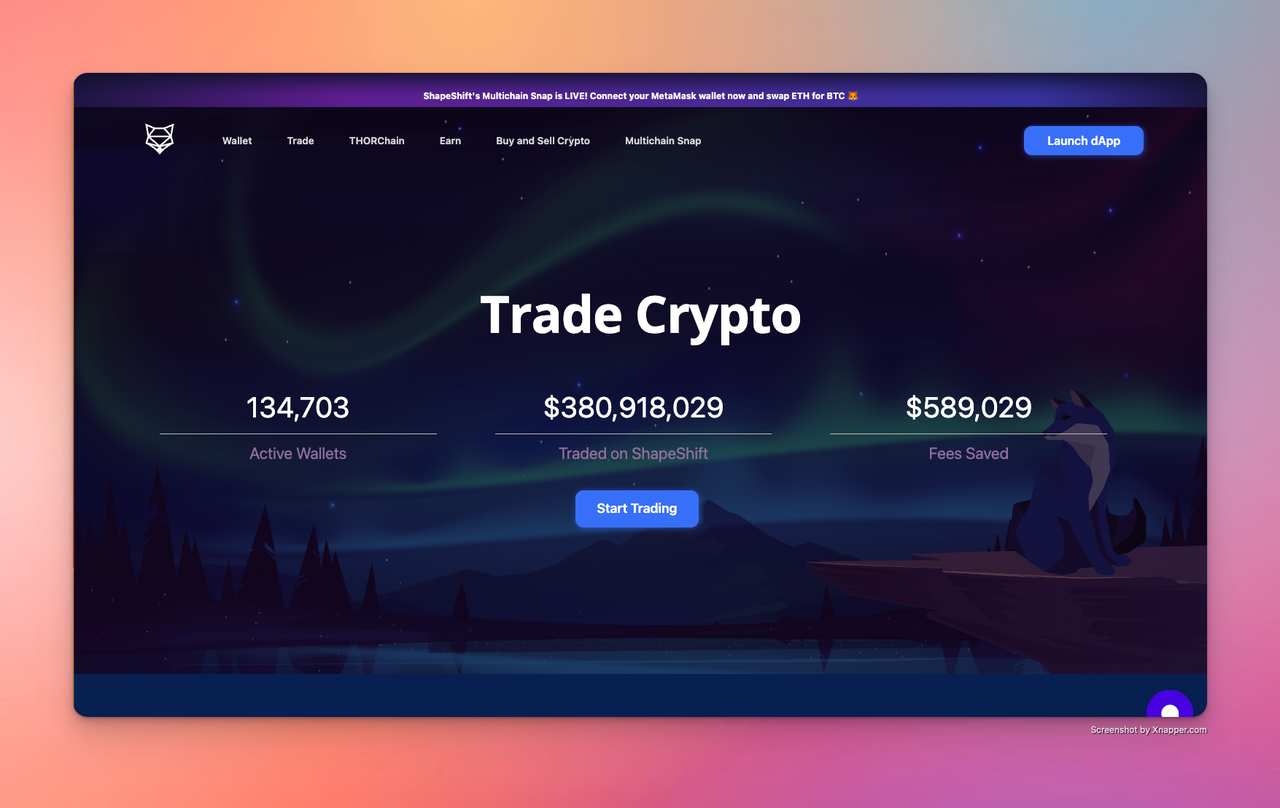 ShapeShift's Multichain Snap is LIVE! Connect your MetaMask wallet now and swap ETH for BTC 🦊
Wallet Trade THORChain Earn Buy and Sell Crypto Multichain Snap Launch dApp
Trade Crypto
134,703 $380,918,029 $589,029
Active Wallets Traded on ShapeShift Fees Saved
Start Trading
Screenshot by Xnapper.com